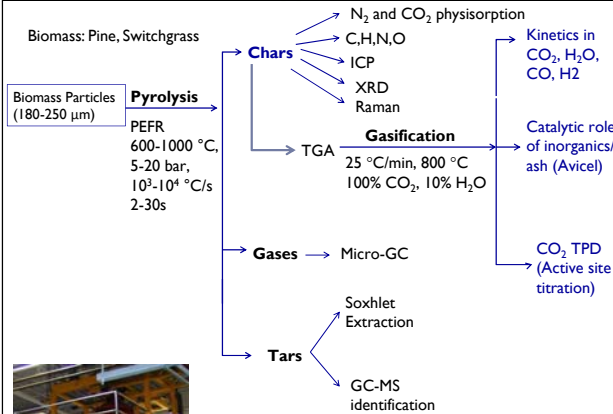 Biomass: Pine, Switchgrass
Biomass Particles
(180-250 µm)
Pyrolysis
PEFR
600-1000 °C,
5-20 bar,
10³-10⁴ °C/s
2-30s
Chars
N₂ and CO₂ physisorption
C,H,N,O
ICP
XRD
Raman
TGA
Gasification
25 °C/min, 800 °C
100% CO₂, 10% H₂O
Kinetics in
CO₂, H₂O,
CO, H2
Catalytic role
of inorganics/
ash (Avicel)
CO₂ TPD
(Active site
titration)
Gases
Micro-GC
Tars
Soxhlet
Extraction
GC-MS
identification